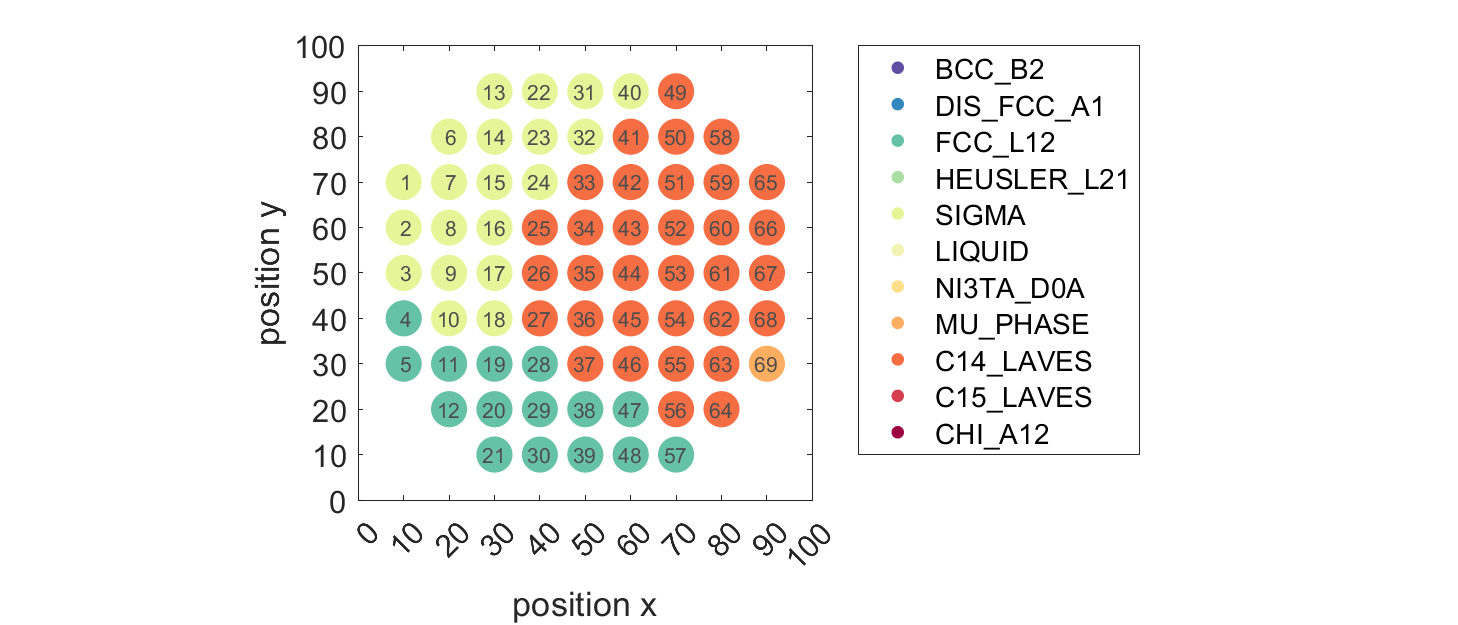 100
90 13 22 31 40 49
80 6 14 23 32 41 50 58
70 1 7 15 24 33 42 51 59 65
60 2 8 16 25 34 43 52 60 66
50 3 9 17 26 35 44 53 61 67
40 4 10 18 27 36 45 54 62 68
30 5 11 19 28 37 46 55 63 69
20 12 20 29 38 47 56 64
10 21 30 39 48 57
0
0 10 20 30 40 50 60 70 80 90 100
position x
position y
BCC_B2
DIS_FCC_A1
FCC_L12
HEUSLER_L21
SIGMA
LIQUID
NI3TA_D0A
MU_PHASE
C14_LAVES
C15_LAVES
CHI_A12